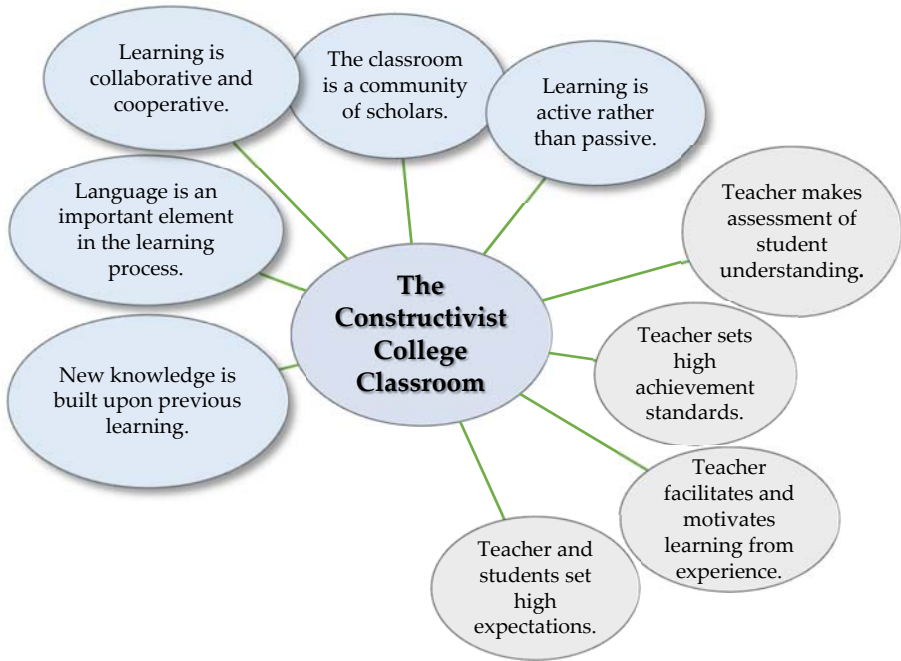 Learning is
collaborative and
cooperative.
The classroom
is a community
of scholars.
Learning is
active rather
than passive.
Language is an
important element
in the learning
process.
New knowledge is
built upon previous
learning.
The
Constructivist
College
Classroom
Teacher makes
assessment of
student
understanding.
Teacher sets
high
achievement
standards.
Teacher
facilitates and
motivates
learning from
experience.
Teacher and
students set
high
expectations.